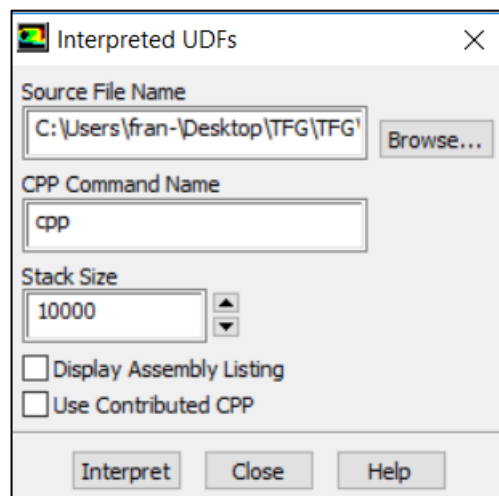 Interpreted UDFs
Source File Name
C:\Users\fran-\Desktop\TFG\TFG\
Browse...
CPP Command Name
cpp
Stack Size
10000
Display Assembly Listing
Use Contributed CPP
Interpret Close Help